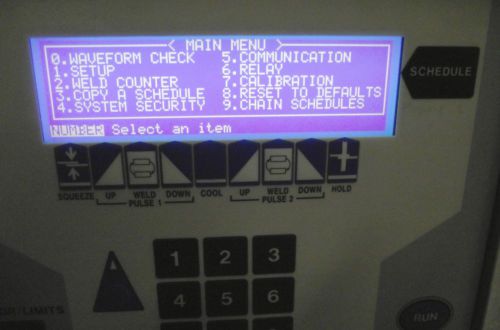 < MAIN MENU >
0.WAVEFORM CHECK 5.COMMUNICATION
1.SETUP 6.RELAY
2.WELD COUNTER 7.CALIBRATION
3.COPY A SCHEDULE 8.RESET TO DEFAULTS
4.SYSTEM SECURITY 9.CHAIN SCHEDULES
NUMBER Select an item
SCHEDULE
SQUEEZE UP WELD DOWN COOL UP WELD DOWN HOLD
PULSE 1 PULSE 2
1 2 3
4 5 6
/LIMITS
RUN